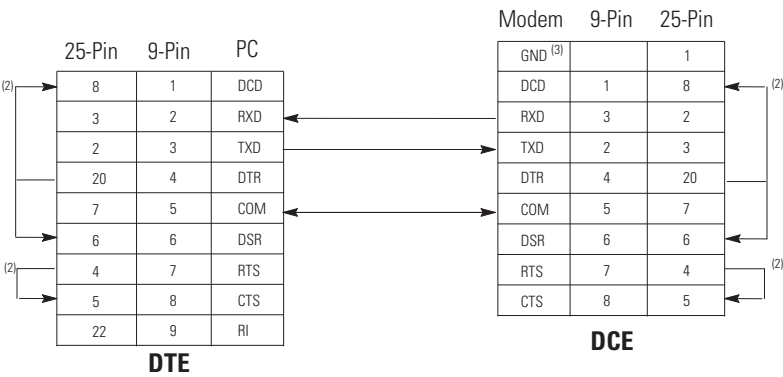 25-Pin 9-Pin PC
(2) 8 1 DCD
3 2 RXD
2 3 TXD
20 4 DTR
7 5 COM
6 6 DSR
(2) 4 7 RTS
5 8 CTS
22 9 RI
DTE
Modem 9-Pin 25-Pin
GND (3) 1
DCD 1 8 (2)
RXD 3 2
TXD 2 3
DTR 4 20
COM 5 7
DSR 6 6
RTS 7 4 (2)
CTS 8 5
DCE